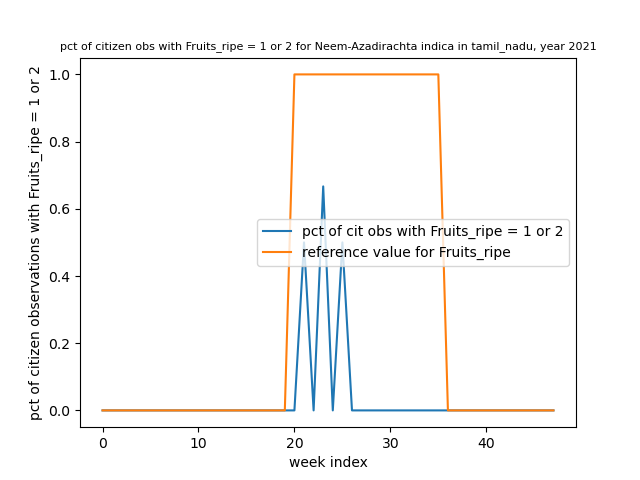 pct of citizen obs with Fruits_ripe = 1 or 2 for Neem-Azadirachta indica in tamil_nadu, year 2021
pct of citizen observations with Fruits_ripe = 1 or 2
1.0
0.8
0.6
0.4
0.2
0.0
pct of cit obs with Fruits_ripe = 1 or 2
reference value for Fruits_ripe
0 10 20 30 40
week index